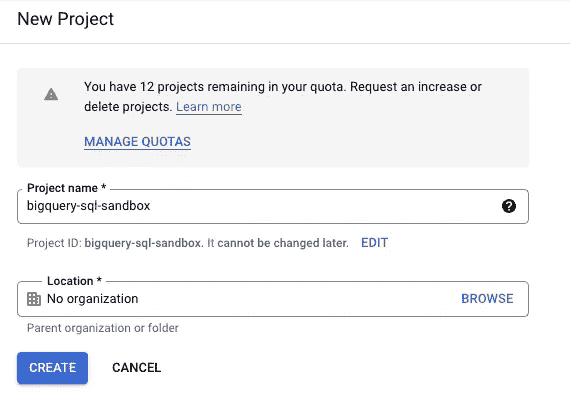 New Project
You have 12 projects remaining in your quota. Request an increase or
delete projects. Learn more
MANAGE QUOTAS
Project name *
bigquery-sql-sandbox
Project ID: bigquery-sql-sandbox. It cannot be changed later. EDIT
Location *
No organization BROWSE
Parent organization or folder
CREATE CANCEL